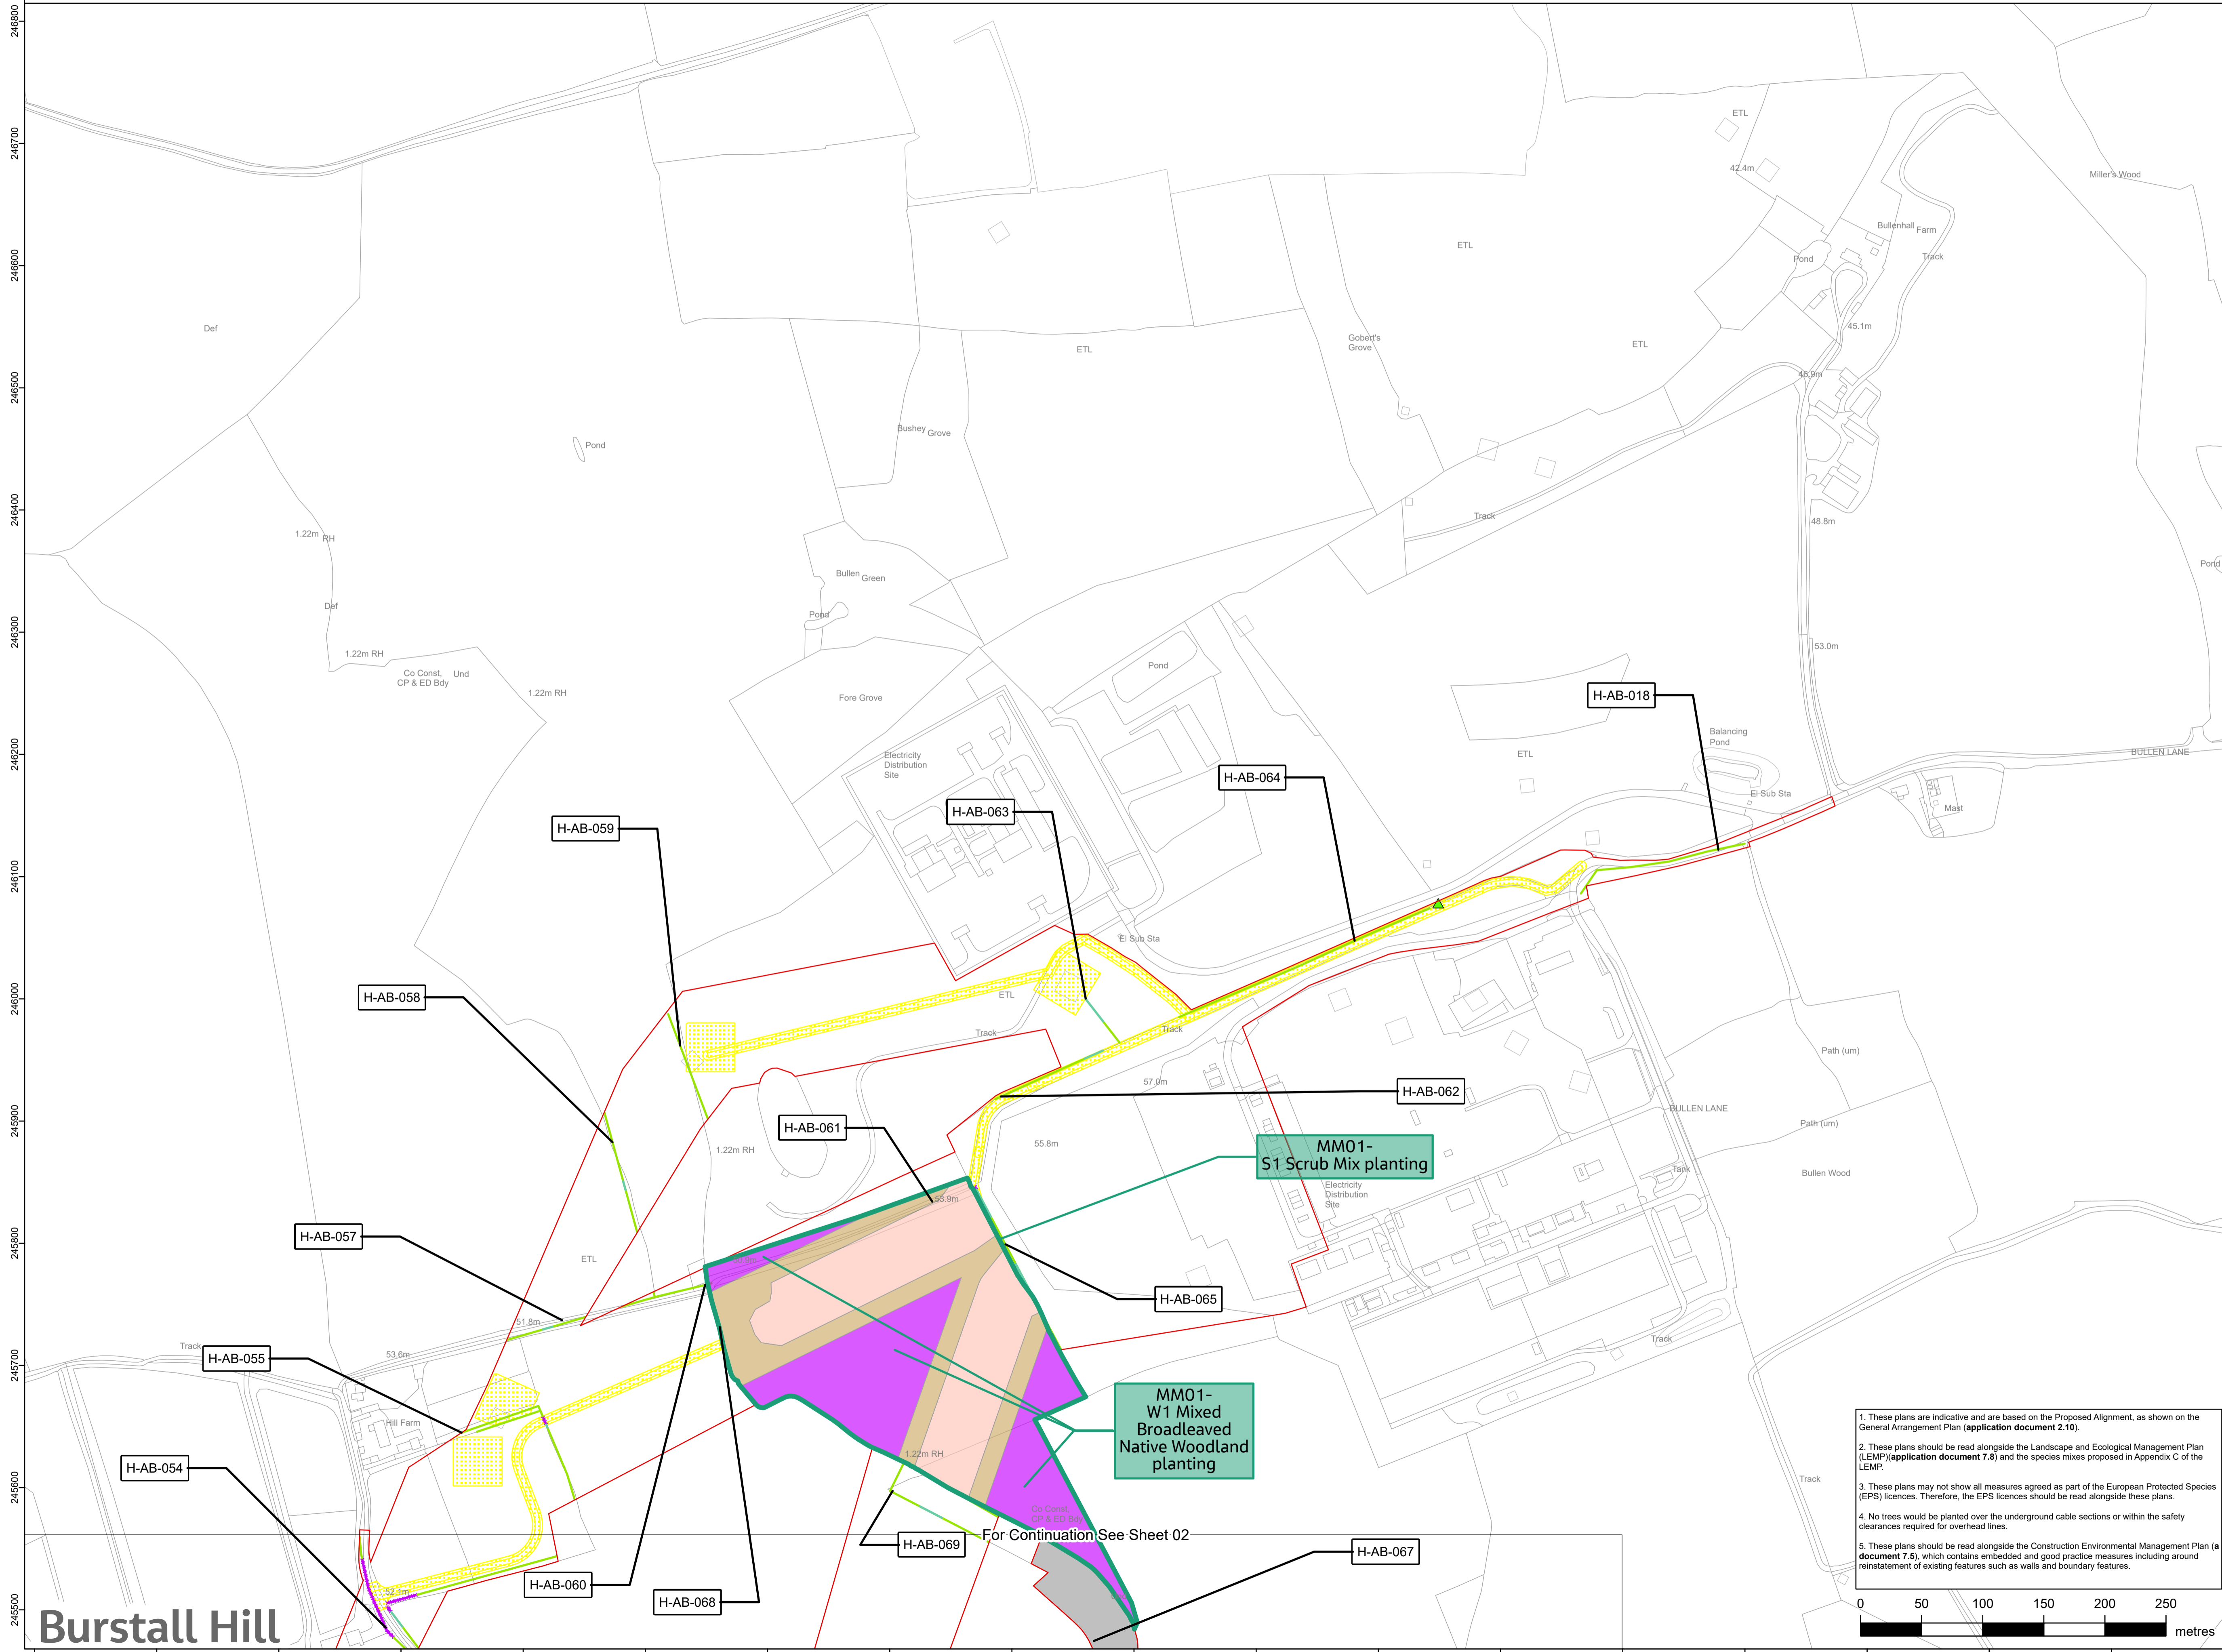 246800
246700
246600
246500
246400
246300
246200
246100
246000
245900
245800
245700
245600
245500
ETL
42.4m
Miller's Wood
Bullenhall Farm
Track
Pond
ETL
45.1m
Def
Gobert's
Grove
ETL
ETL
46.9m
Bushey Grove
Pond
Track
48.8m
1.22m RH
Pond
Bullen Green
Def
Pond
53.0m
1.22m RH
Co Const,
CP & ED Bdy
Und
1.22m RH
Pond
Fore Grove
H-AB-018
Balancing
Pond
BULLEN LANE
Electricity
Distribution
Site
ETL
H-AB-064
El Sub Sta
Mast
H-AB-063
H-AB-059
El Sub Sta
H-AB-058
ETL
Track
Track
Path (um)
57.0m
H-AB-062
BULLEN LANE
H-AB-061
Path (um)
1.22m RH
55.8m
MM01-
S1 Scrub Mix planting
Tank
Bullen Wood
Electricity
Distribution
Site
55.9m
H-AB-057
ETL
H-AB-065
51.8m
Track
53.6m
Track
H-AB-055
MM01-
W1 Mixed
Broadleaved
Native Woodland
planting
Hill Farm
1.22m RH
H-AB-054
Track
Co Const,
CP & ED Bdy
For Continuation See Sheet 02
H-AB-069
H-AB-067
H-AB-060
52.1m
H-AB-068
Burstall Hill
1. These plans are indicative and are based on the Proposed Alignment, as shown on the
General Arrangement Plan (application document 2.10).
2. These plans should be read alongside the Landscape and Ecological Management Plan
(LEMP)(application document 7.8) and the species mixes proposed in Appendix C of the
LEMP.
3. These plans may not show all measures agreed as part of the European Protected Species
(EPS) licences. Therefore, the EPS licences should be read alongside these plans.
4. No trees would be planted over the underground cable sections or within the safety
clearances required for overhead lines.
5. These plans should be read alongside the Construction Environmental Management Plan (a
document 7.5), which contains embedded and good practice measures including around
reinstatement of existing features such as walls and boundary features.
0 50 100 150 200 250
metres